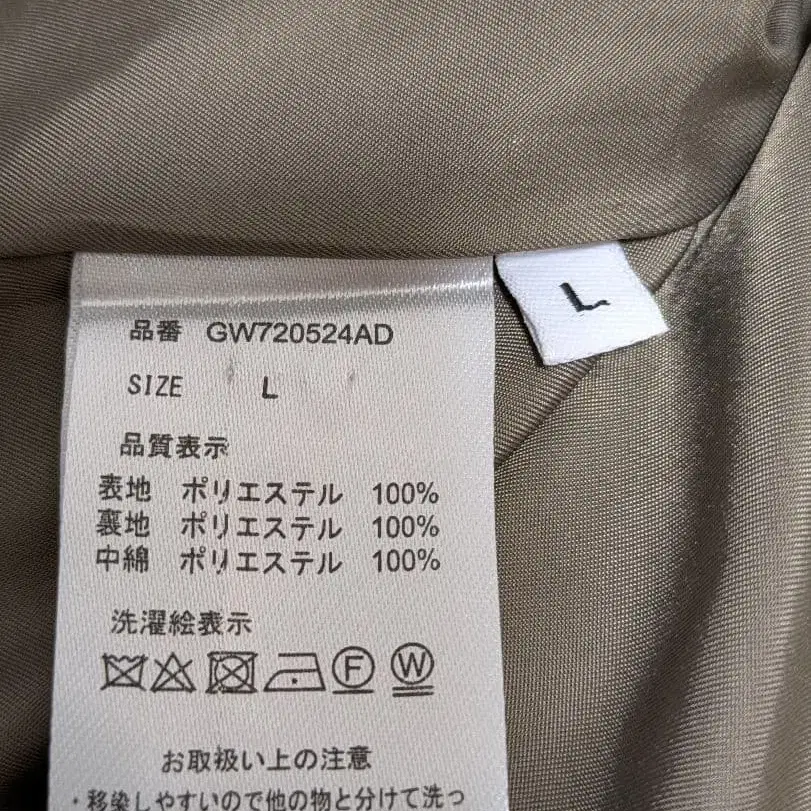 品番 GW720524AD
SIZE L
L
品質表示
表地 ポリエステル 100%
裏地 ポリエステル 100%
中綿 ポリエステル 100%
洗濯絵表示
F W
お取扱い上の注意
・移染しやすいので他の物と分けて洗っ